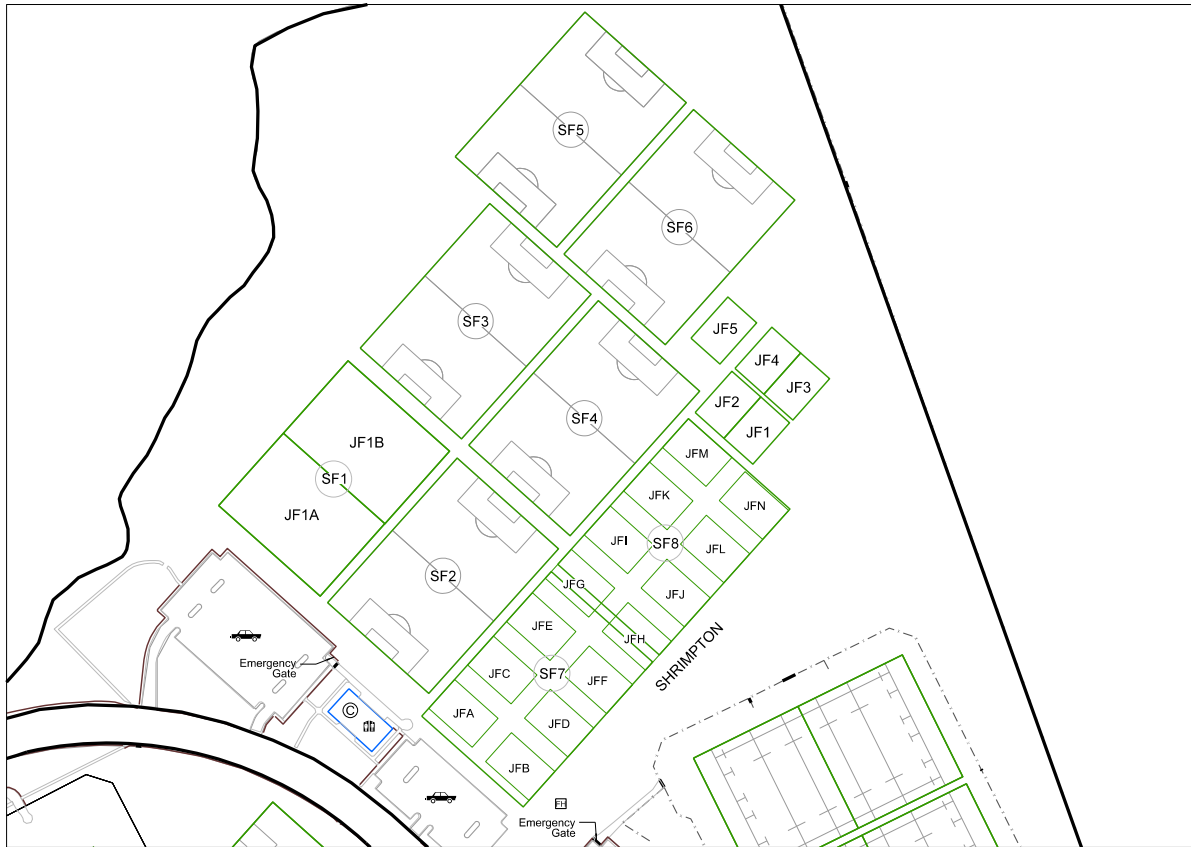 SF5
SF6
SF3
JF5
JF4
JF3
JF2
JF1
SF4
JF1B
SF1
JF1A
JFM
JFN
JFK
JFI
SF8
JFL
SF2
JFG
JFJ
JFE
JFH
SHRIMPTON
JFC
SF7
JFF
JFA
JFD
JFB
Emergency
Gate
©
FH
Emergency
Gate